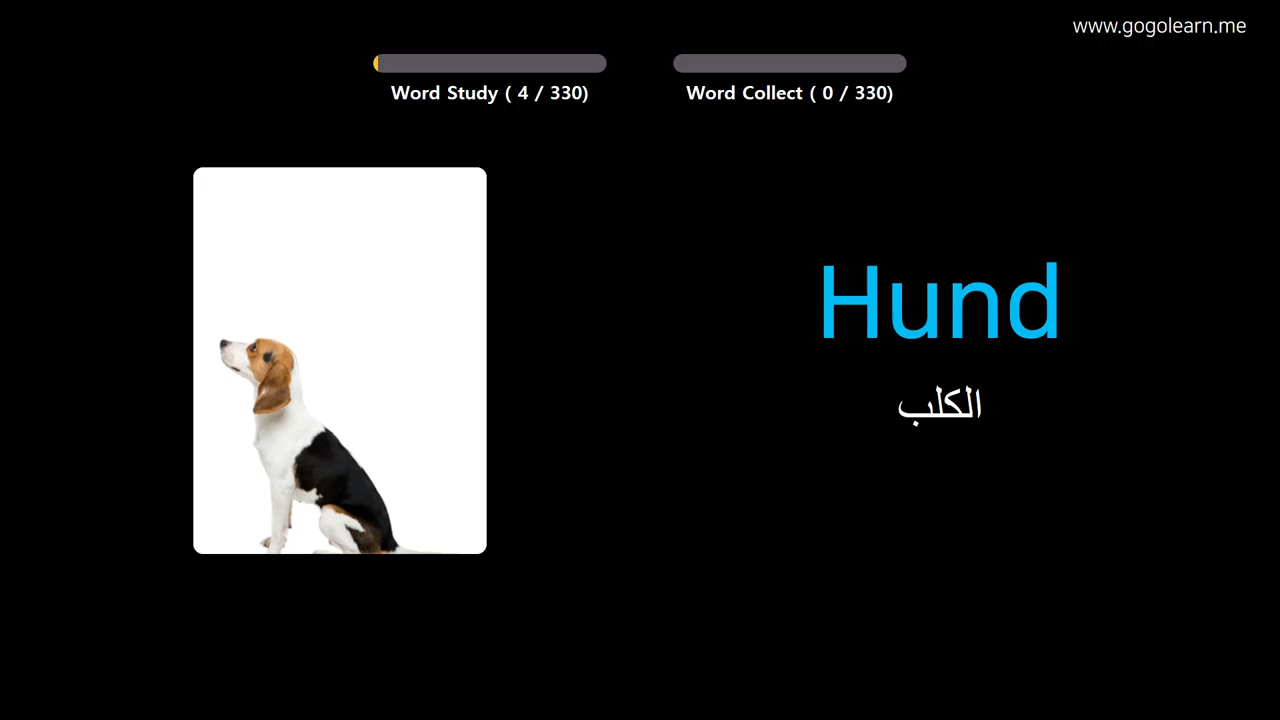 www.gogolearn.me
Word Study ( 4 / 330)
Word Collect ( 0 / 330)
Hund
الكلب